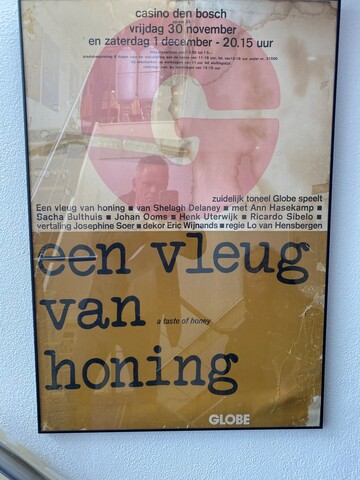 casino den bosch
vrijdag 30 november
en zaterdag 1 december - 20.15 uur
G
zuidelijk toneel Globe speelt
Een vleug van honing ■ van Shelagh Delaney ■ met Ann Hasekamp ■
Sacha Bulthuis ■ Johan Ooms ■ Henk Uterwijk ■ Ricardo Sibelo ■
vertaling Josephine Soer ■ dekor Eric Wijnands ■ regie Lo van Hensbergen
een vleug
van
a taste of honey
honing
GLOBE